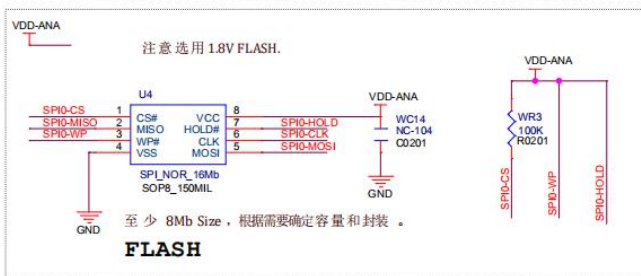 VDD-ANA
注意选用1.8V FLASH.
U4
SPI0-CS 1 CS# VCC 8 VDD-ANA
SPI0-MISO 2 MISO HOLD# 7 SPI0-HOLD
SPI0-WP 3 WP# CLK 6 SPI0-CLK
4 VSS MOSI 5 SPI0-MOSI
SPI_NOR_16Mb
SOP8_150MIL
WC14
NC-104
C0201
GND
GND
VDD-ANA
WR3
100K
R0201
SPI0-CS
SPI0-WP
SPI0-HOLD
至少 8Mb Size ，根据需要确定容量和封装 。
FLASH